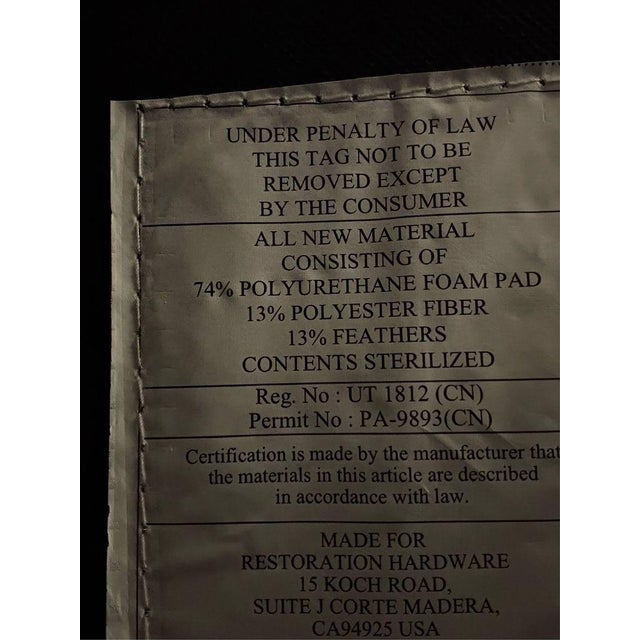 UNDER PENALTY OF LAW
THIS TAG NOT TO BE
REMOVED EXCEPT
BY THE CONSUMER
ALL NEW MATERIAL
CONSISTING OF
74% POLYURETHANE FOAM PAD
13% POLYESTER FIBER
13% FEATHERS
CONTENTS STERILIZED
Reg. No : UT 1812 (CN)
Permit No : PA-9893(CN)
Certification is made by the manufacturer that
the materials in this article are described
in accordance with law.
MADE FOR
RESTORATION HARDWARE
15 KOCH ROAD,
SUITE J CORTE MADERA,
CA94925 USA